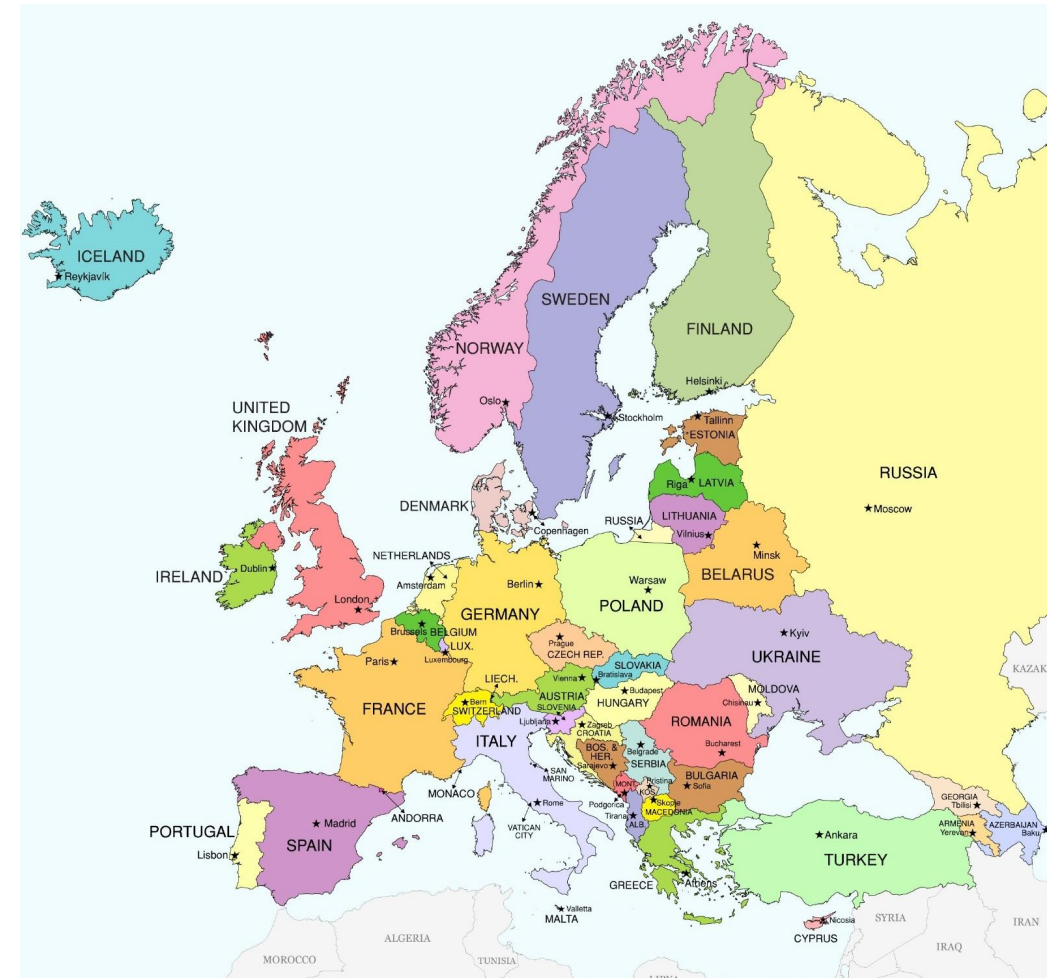 ICELAND
Reykjavík
SWEDEN
FINLAND
NORWAY
Helsinki
Oslo
UNITED
KINGDOM
Stockholm
Tallinn
ESTONIA
RUSSIA
Riga
LATVIA
DENMARK
Moscow
LITHUANIA
RUSSIA
Copenhagen
Vilnius
Minsk
BELARUS
NETHERLANDS
IRELAND
Dublin
Amsterdam
Berlin
Warsaw
POLAND
London
GERMANY
Brussels
BELGIUM
Kyiv
LUX.
Luxembourg
Prague
CZECH REP.
UKRAINE
Paris
SLOVAKIA
Bratislava
LIECH.
Vienna
KAZAK
AUSTRIA
Budapest
HUNGARY
MOLDOVA
Chisinau
FRANCE
Bern
SWITZERLAND
SLOVENIA
Ljubljana
Zagreb
CROATIA
ROMANIA
ITALY
BOS. &
HER.
Sarajevo
Belgrade
SERBIA
Bucharest
SAN
MARINO
MONACO
MONT.
Pristina
KOS.
BULGARIA
Sofia
Podgorica
Skopje
MACEDONIA
Rome
Tirana
ALB.
VATICAN
CITY
ANDORRA
PORTUGAL
Madrid
SPAIN
Lisbon
GEORGIA
Tbilisi
ARMENIA
Yerevan
AZERBAIJAN
Baku
Ankara
TURKEY
GREECE
Athens
Valletta
MALTA
Nicosia
CYPRUS
SYRIA
IRAN
IRAQ
ALGERIA
MOROCCO
TUNISIA
LIBYA